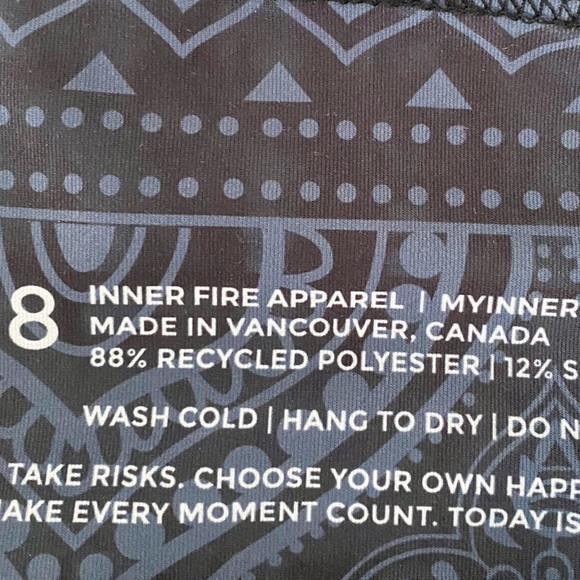 8
INNER FIRE APPAREL | MYINNER
MADE IN VANCOUVER, CANADA
88% RECYCLED POLYESTER | 12% S
WASH COLD | HANG TO DRY | DO N
TAKE RISKS. CHOOSE YOUR OWN HAPP
MAKE EVERY MOMENT COUNT. TODAY IS